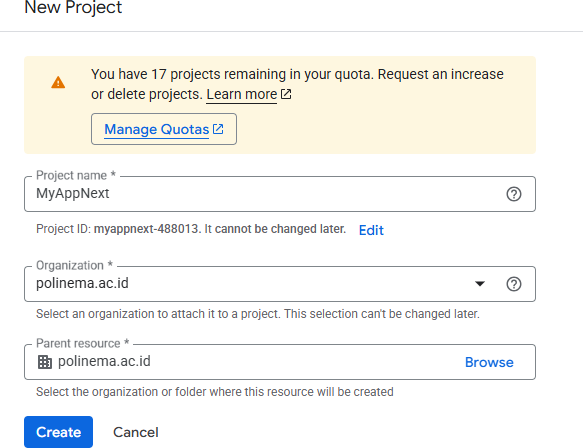 New Project
You have 17 projects remaining in your quota. Request an increase
or delete projects. Learn more
Manage Quotas
Project name *
MyAppNext
Project ID: myappnext-488013. It cannot be changed later. Edit
Organization *
polinema.ac.id
Select an organization to attach it to a project. This selection can't be changed later.
Parent resource *
polinema.ac.id Browse
Select the organization or folder where this resource will be created
Create Cancel